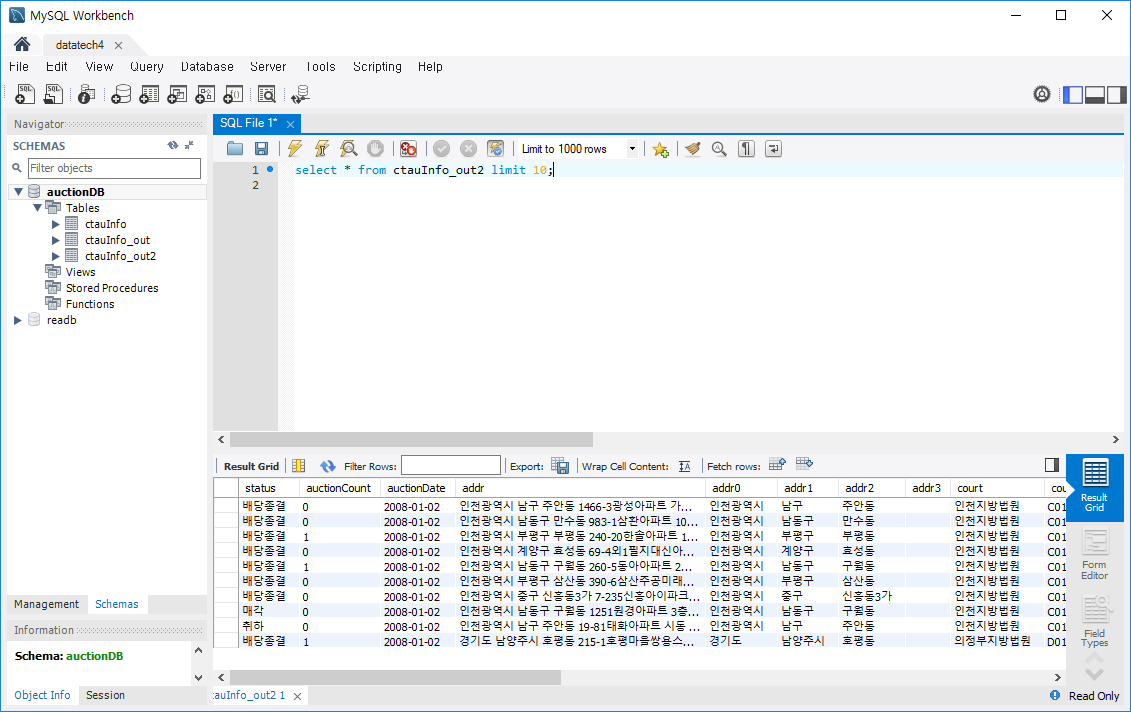 MySQL Workbench
datatech4
File Edit View Query Database Server Tools Scripting Help
Navigator
SCHEMAS
Filter objects
auctionDB
Tables
ctauInfo
ctauInfo_out
ctauInfo_out2
Views
Stored Procedures
Functions
readb
Management Schemas
Information
Schema: auctionDB
Object Info Session
SQL File 1*
Limit to 1000 rows
1 select * from ctauInfo_out2 limit 10;
2
Result Grid Filter Rows: Export: Wrap Cell Content: Fetch rows:
status auctionCount auctionDate addr addr0 addr1 addr2 addr3 court cou
배당종결 0 2008-01-02 인천광역시 남구 주안동 1466-3광성아파트 가... 인천광역시 남구 주안동 인천지방법원 C01
배당종결 0 2008-01-02 인천광역시 남동구 만수동 983-1삼환아파트 10... 인천광역시 남동구 만수동 인천지방법원 C01
배당종결 1 2008-01-02 인천광역시 부평구 부평동 240-20한솔아파트 1... 인천광역시 부평구 부평동 인천지방법원 C01
배당종결 0 2008-01-02 인천광역시 계양구 효성동 69-4외1필지대신아... 인천광역시 계양구 효성동 인천지방법원 C01
배당종결 1 2008-01-02 인천광역시 남동구 구월동 260-5동아아파트 2... 인천광역시 남동구 구월동 인천지방법원 C01
배당종결 0 2008-01-02 인천광역시 부평구 삼산동 390-6삼산주공미래... 인천광역시 부평구 삼산동 인천지방법원 C01
배당종결 0 2008-01-02 인천광역시 중구 신흥동3가 7-235신흥아이파크... 인천광역시 중구 신흥동3가 인천지방법원 C01
매각 0 2008-01-02 인천광역시 남동구 구월동 1251원경아파트 3층... 인천광역시 남동구 구월동 인천지방법원 C01
취하 0 2008-01-02 인천광역시 남구 주안동 19-81태화아파트 시동 ... 인천광역시 남구 주안동 인천지방법원 C01
배당종결 1 2008-01-02 경기도 남양주시 호평동 215-1호평마을쌍용스... 경기도 남양주시 호평동 의정부지방법원 D01
Result
Grid
Form
Editor
Field
Types
tauInfo_out2 1
Read Only